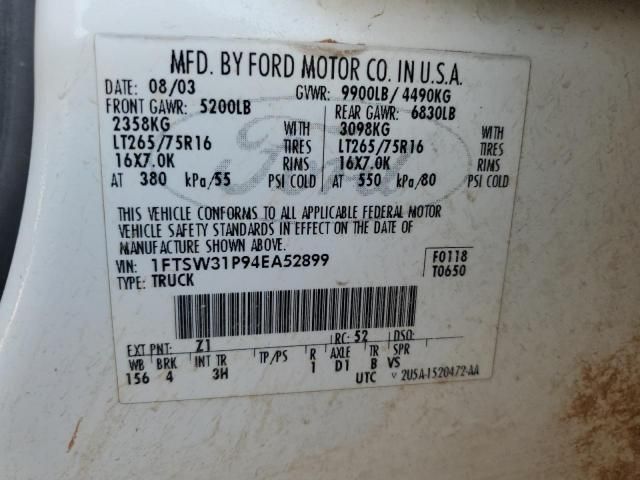 MFD. BY FORD MOTOR CO. IN U.S.A.
DATE: 08/03 GVWR: 9900LB/ 4490KG
FRONT GAWR: 5200LB REAR GAWR: 6830LB
2358KG WITH 3098KG WITH
LT265/75R16 TIRES LT265/75R16 TIRES
16X7.0K RIMS 16X7.0K RIMS
AT 380 kPa/55 PSI COLD AT 550 kPa/80 PSI COLD
THIS VEHICLE CONFORMS TO ALL APPLICABLE FEDERAL MOTOR
VEHICLE SAFETY STANDARDS IN EFFECT ON THE DATE OF
MANUFACTURE SHOWN ABOVE.
VIN: 1FTSW31P94EA52899 F0118
TYPE: TRUCK T0650
EXT PNT: Z1 RC: 52 DSO:
WB BRK INT TR TP/PS R AXLE TR SPR
156 4 3H 1 D1 B VS
UTC v 2U5A-1520472-AA
Ford